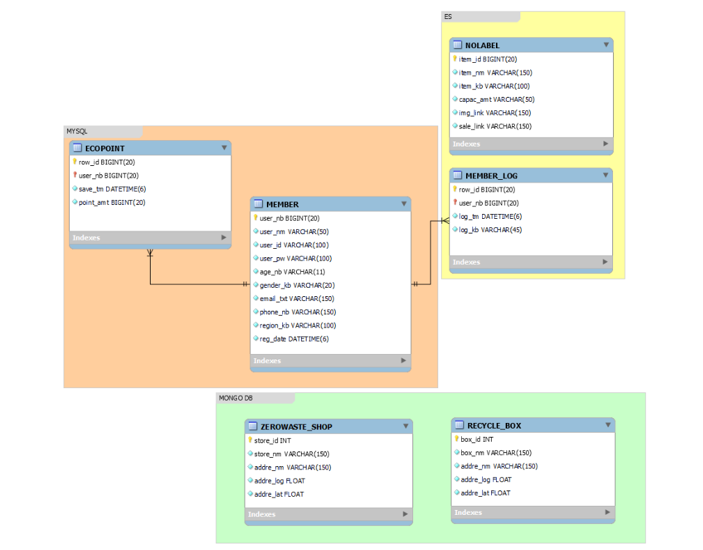 ES
NOLABEL
item_id BIGINT(20)
item_nm VARCHAR(150)
item_kb VARCHAR(100)
capac_amt VARCHAR(50)
img_link VARCHAR(150)
sale_link VARCHAR(150)
Indexes
MEMBER_LOG
row_id BIGINT(20)
user_nb BIGINT(20)
log_tm DATETIME(6)
log_kb VARCHAR(45)
Indexes
MYSQL
ECOPOINT
row_id BIGINT(20)
user_nb BIGINT(20)
save_tm DATETIME(6)
point_amt BIGINT(20)
Indexes
MEMBER
user_nb BIGINT(20)
user_nm VARCHAR(50)
user_id VARCHAR(100)
user_pw VARCHAR(100)
age_nb VARCHAR(11)
gender_kb VARCHAR(20)
email_txt VARCHAR(150)
phone_nb VARCHAR(150)
region_kb VARCHAR(100)
reg_date DATETIME(6)
Indexes
MONGO DB
ZEROWASTE_SHOP
store_id INT
store_nm VARCHAR(150)
addre_nm VARCHAR(150)
addre_log FLOAT
addre_lat FLOAT
Indexes
RECYCLE_BOX
box_id INT
box_nm VARCHAR(150)
addre_nm VARCHAR(150)
addre_log FLOAT
addre_lat FLOAT
Indexes